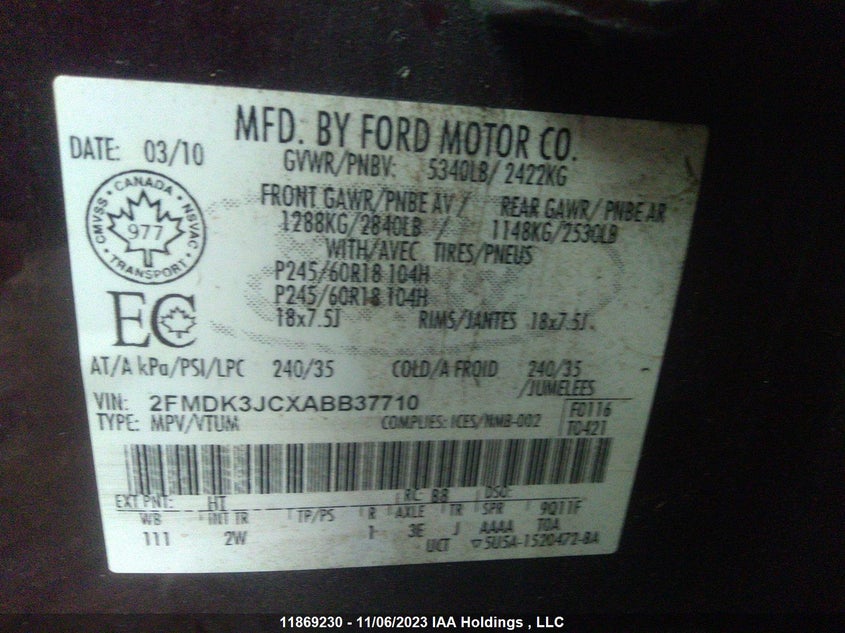 MFD. BY FORD MOTOR CO.
DATE: 03/10
GVWR/PNBV: 5340LB/ 2422KG
FRONT GAWR/PNBE AV / REAR GAWR/ PNBE AR
1288KG/2840LB / 1148KG/2530LB
WITH/AVEC TIRES/PNEUS
P245/60R18 104H
P245/60R18 104H
18x7.5J RIMS/JANTES 18x7.5J
CANADA
CMVSS NSVAC
977
TRANSPORT
EC
AT/A kPa/PSI/LPC 240/35 COLD/A FROID 240/35
/JUMELEES
VIN: 2FMDK3JCXABB37710
F0116
TYPE: MPV/VTUM COMPLIES: ICES/NMB-002 T0421
EXT PNT: HT RC: B8 DSO:
WB INT TR TP/PS R AXLE TR SPR 9Q11F
111 2W 1 3E J AAAA TOA
UCT 5U5A-1520472-BA
11869230 - 11/06/2023 IAA Holdings , LLC